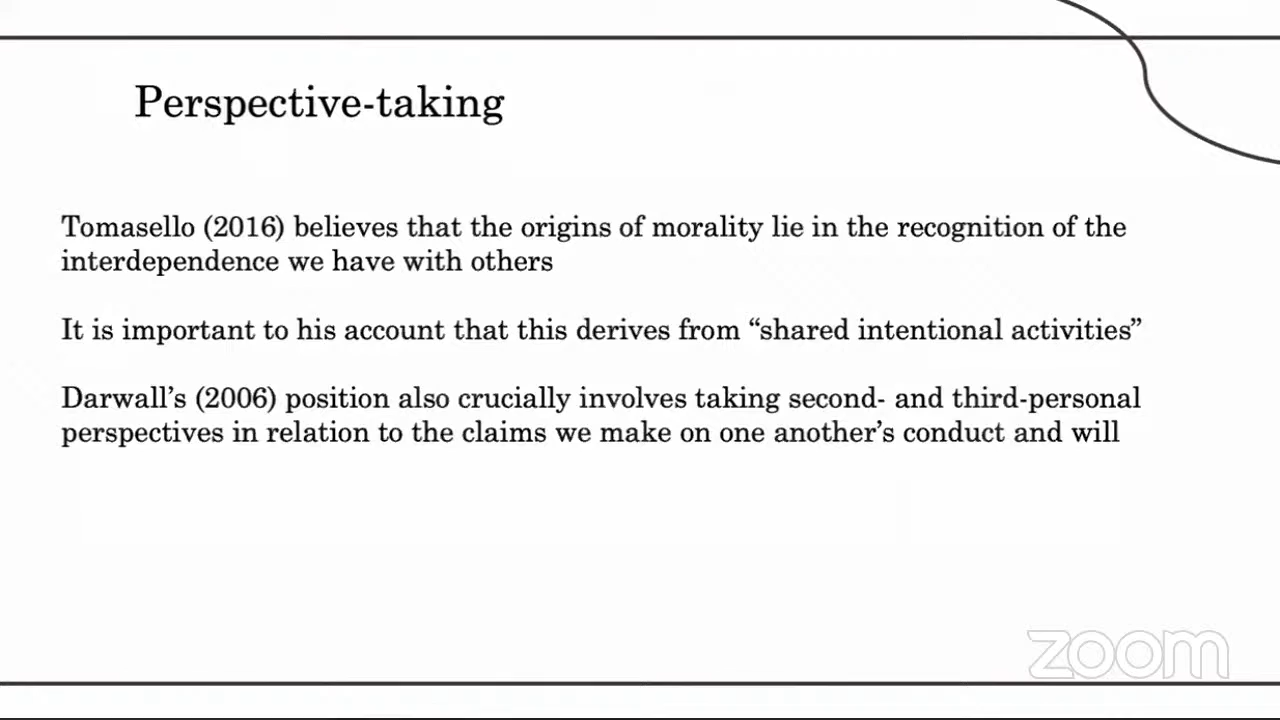 Perspective-taking
Tomasello (2016) believes that the origins of morality lie in the recognition of the
interdependence we have with others
It is important to his account that this derives from “shared intentional activities”
Darwall’s (2006) position also crucially involves taking second- and third-personal
perspectives in relation to the claims we make on one another’s conduct and will
zoom